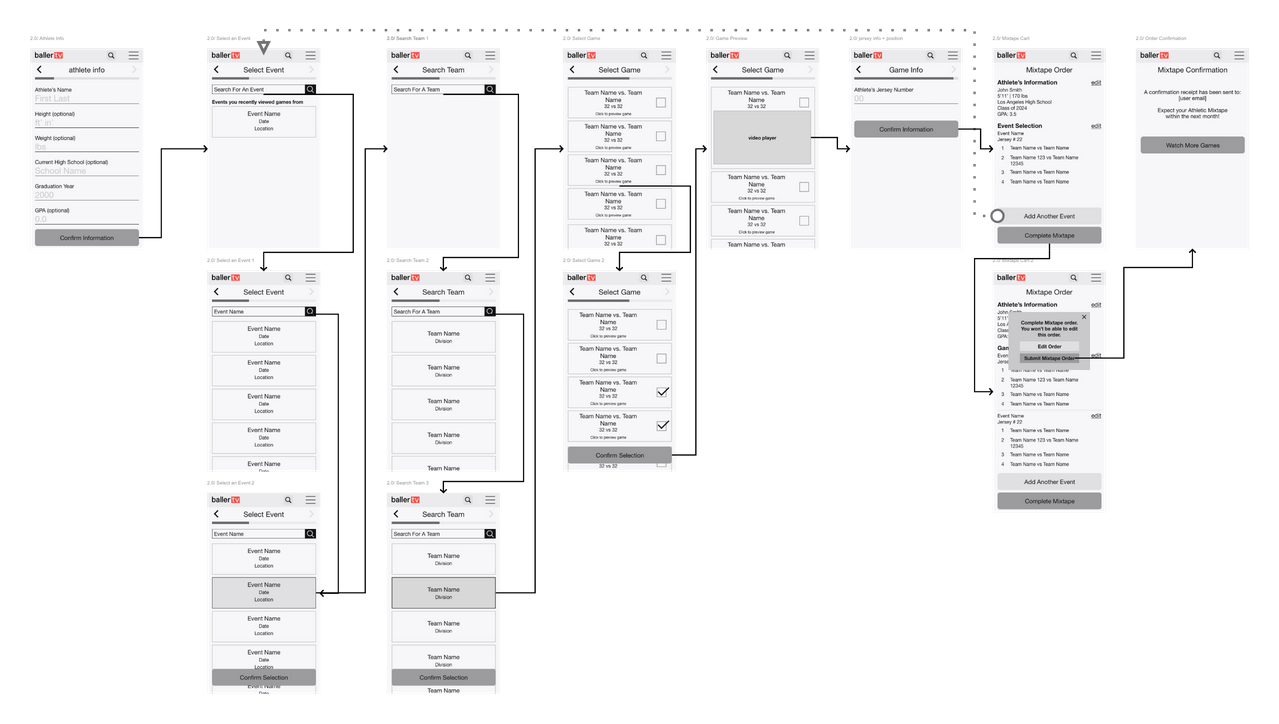 2.0/ Athlete Info
baller tv
athlete info
Athlete's Name
First Last
Height (optional)
ft' in'
Weight (optional)
lbs
Current High School (optional)
School Name
Graduation Year
2000
GPA (optional)
0.0
Confirm Information
2.0/ Select an Event
baller tv
Select Event
Search For An Event
Events you recently viewed games from
Event Name
Date
Location
2.0/ Search Team 1
baller tv
Search Team
Search For A Team
2.0/ Select Game
baller tv
Select Game
Team Name vs. Team
Name
32 vs 32
Click to preview game
Team Name vs. Team
Name
32 vs 32
Click to preview game
Team Name vs. Team
Name
32 vs 32
Click to preview game
Team Name vs. Team
Name
32 vs 32
Click to preview game
Team Name vs. Team
Name
32 vs 32
2.0/ Game Preview
baller tv
Select Game
Team Name vs. Team
Name
32 vs 32
video player
Team Name vs. Team
Name
32 vs 32
Click to preview game
Team Name vs. Team
Name
32 vs 32
Click to preview game
Team Name vs. Team
2.0/ jersey info + position
baller tv
Game Info
Athlete's Jersey Number
00
Confirm Information
2.0/ Mixtape Cart
baller tv
Mixtape Order
Athlete's Information edit
John Smith
5'11" | 170 lbs
Los Angeles High School
Class of 2024
GPA: 3.5
Event Selection edit
Event Name
Jersey # 22
1 Team Name vs Team Name
2 Team Name 123 vs Team Name
12345
3 Team Name vs Team Name
4 Team Name vs Team Name
Add Another Event
Complete Mixtape
2.0/ Order Confirmation
baller tv
Mixtape Confirmation
A confirmation receipt has been sent to:
[user email]
Expect your Athletic Mixtape
within the next month!
Watch More Games
2.0/ Select an Event 1
baller tv
Select Event
Event Name
Event Name
Date
Location
Event Name
Date
Location
Event Name
Date
Location
Event Name
Date
Location
Event Name
2.0/ Search Team 2
baller tv
Search Team
Search For A Team
Team Name
Division
Team Name
Division
Team Name
Division
Team Name
Division
Team Name
2.0/ Select Game 2
baller tv
Select Game
Team Name vs. Team
Name
32 vs 32
Click to preview game
Team Name vs. Team
Name
32 vs 32
Click to preview game
Team Name vs. Team
Name
32 vs 32
Click to preview game
Team Name vs. Team
Name
32 vs 32
Click to preview game
Confirm Selection
32 vs 32
2.0/ Mixtape Cart 2
baller tv
Mixtape Order
Athlete's Information edit
John Smith
5'11"
Los A
Class
GPA:
Complete Mixtape order.
You won't be able to edit
this order.
Edit Order
Submit Mixtape Order
Gam edit
Even
Jerse
1 Team Name vs Team Name
2 Team Name 123 vs Team Name
12345
3 Team Name vs Team Name
4 Team Name vs Team Name
Event Name edit
Jersey # 22
1 Team Name vs Team Name
2 Team Name 123 vs Team Name
12345
3 Team Name vs Team Name
4 Team Name vs Team Name
Add Another Event
Complete Mixtape
2.0/ Select an Event 2
baller tv
Select Event
Event Name
Event Name
Date
Location
Event Name
Date
Location
Event Name
Date
Location
Event Name
Date
Location
Confirm Selection
Event Name
2.0/ Search Team 3
baller tv
Search Team
Search For A Team
Team Name
Division
Team Name
Division
Team Name
Division
Team Name
Division
Confirm Selection
Team Name